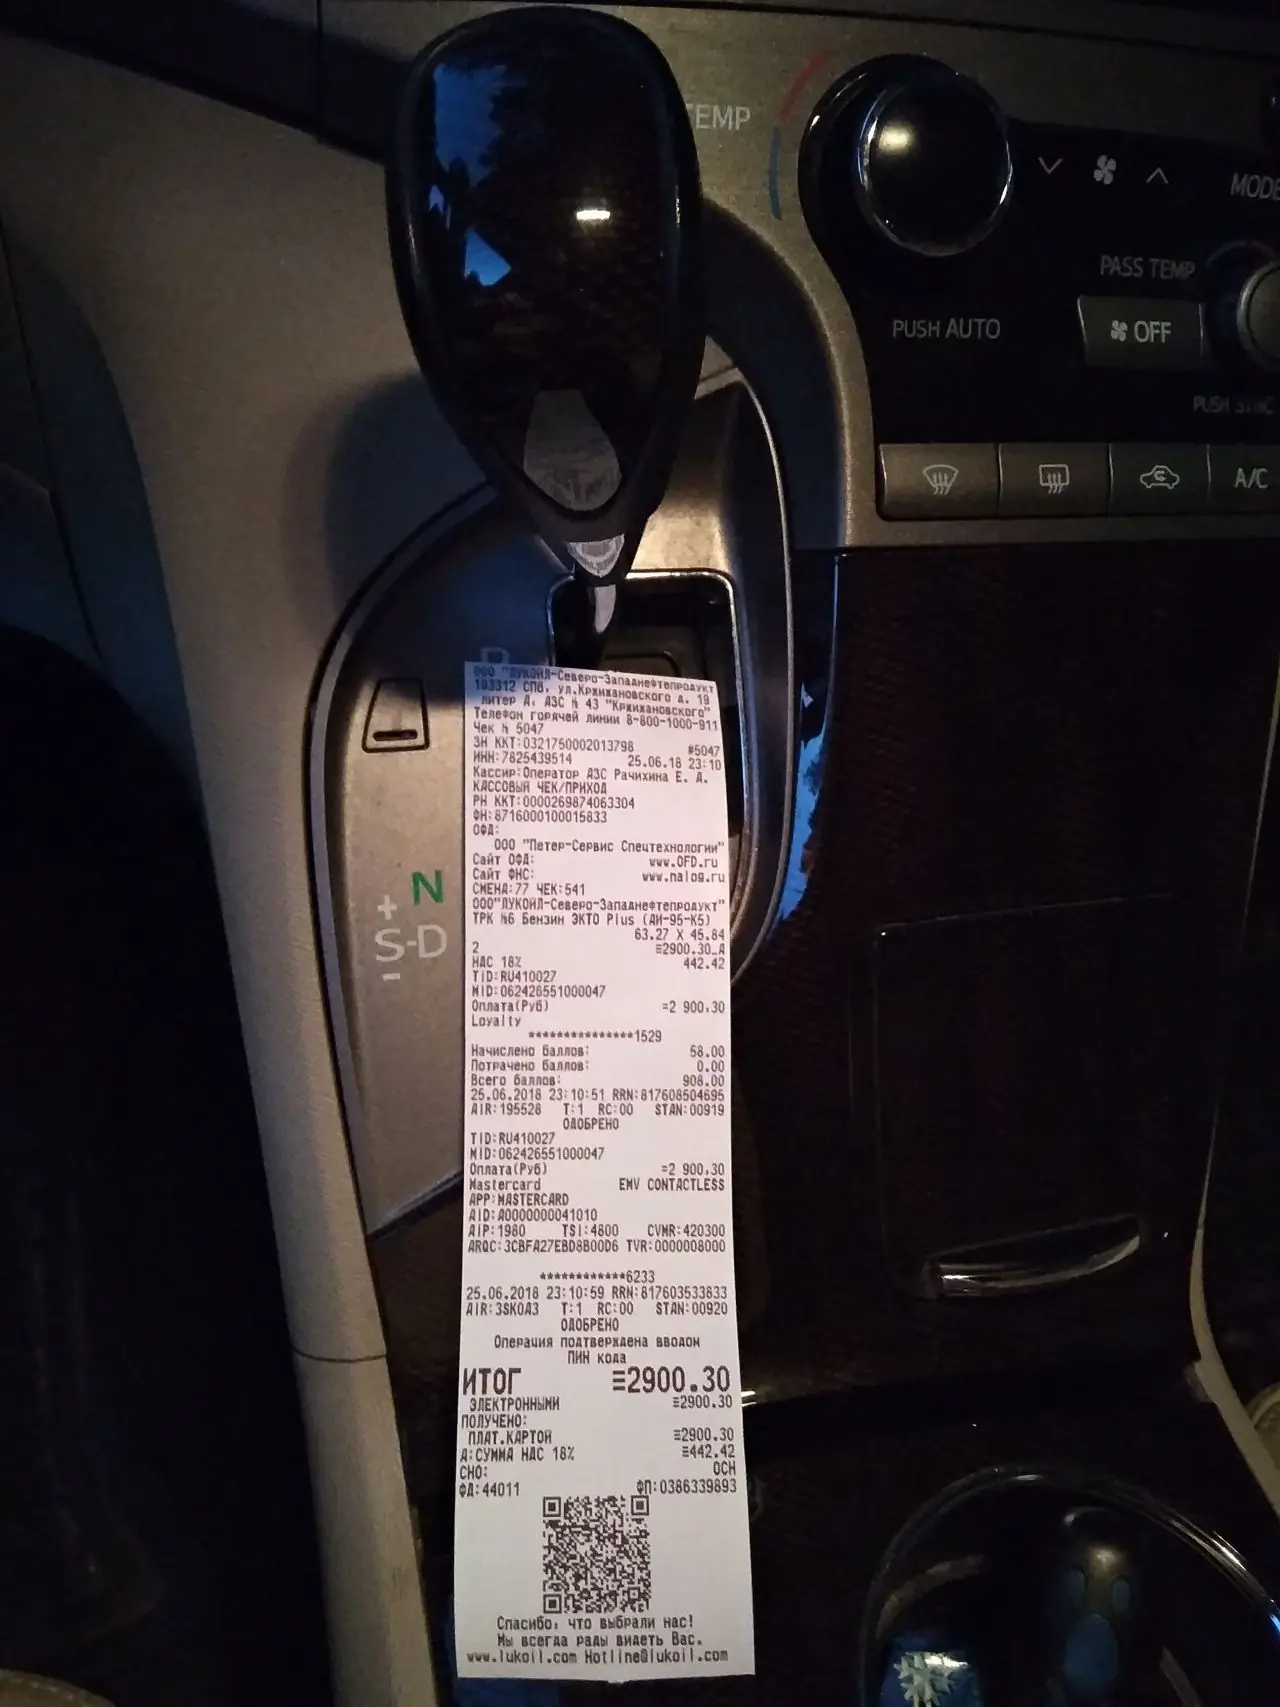 TEMP
MODE
PASS TEMP
PUSH AUTO
OFF
PUSH SYNC
A/C
N
+
S-D
-
ООО "ЛУКОЙЛ-Северо-Западнефтепродукт
193312 СПб, ул.Кржижановского д. 19
литер А, АЗС № 43 "Кржижановского"
Телефон горячей линии 8-800-1000-911
Чек № 5047
ЗН ККТ:0321750002013798 #5047
ИНН:7825439514 25.06.18 23:10
Кассир:Оператор АЗС Рачихина Е. А.
КАССОВЫЙ ЧЕК/ПРИХОД
РН ККТ:0000269874063304
ФН:8716000100015833
ОФД:
ООО "Петер-Сервис Спецтехнологии"
Сайт ОФД: www.OFD.ru
Сайт ФНС: www.nalog.ru
СМЕНА:77 ЧЕК:541
ООО"ЛУКОЙЛ-Северо-Западнефтепродукт"
ТРК №6 Бензин ЭКТО Plus (АИ-95-К5)
63.27 X 45.84
2 ≡2900.30_А
НДС 18% 442.42
TID:RU410027
MID:062426551000047
Оплата(Руб) =2 900,30
Loyalty
***************1529
Начислено баллов: 58.00
Потрачено баллов: 0.00
Всего баллов: 908.00
25.06.2018 23:10:51 RRN:817608504695
AIR:195528 T:1 RC:00 STAN:00919
ОДОБРЕНО
TID:RU410027
MID:062426551000047
Оплата(Руб) =2 900,30
Mastercard EMV CONTACTLESS
APP:MASTERCARD
AID:A0000000041010
AIP:1980 TSI:4800 CVMR:420300
ARQC:3CBFA27EBD8B00D6 TVR:0000008000
************6233
25.06.2018 23:10:59 RRN:817603533833
AIR:3SK0A3 T:1 RC:00 STAN:00920
ОДОБРЕНО
Операция подтверждена вводом
ПИН кода
ИТОГ ≡2900.30
ЭЛЕКТРОННЫМИ ≡2900.30
ПОЛУЧЕНО:
ПЛАТ.КАРТОЙ ≡2900.30
А:СУММА НДС 18% ≡442.42
СНО: ОСН
ФД:44011 ФП:0386339893
Спасибо, что выбрали нас!
Мы всегда рады видеть Вас.
www.lukoil.com Hotline@lukoil.com